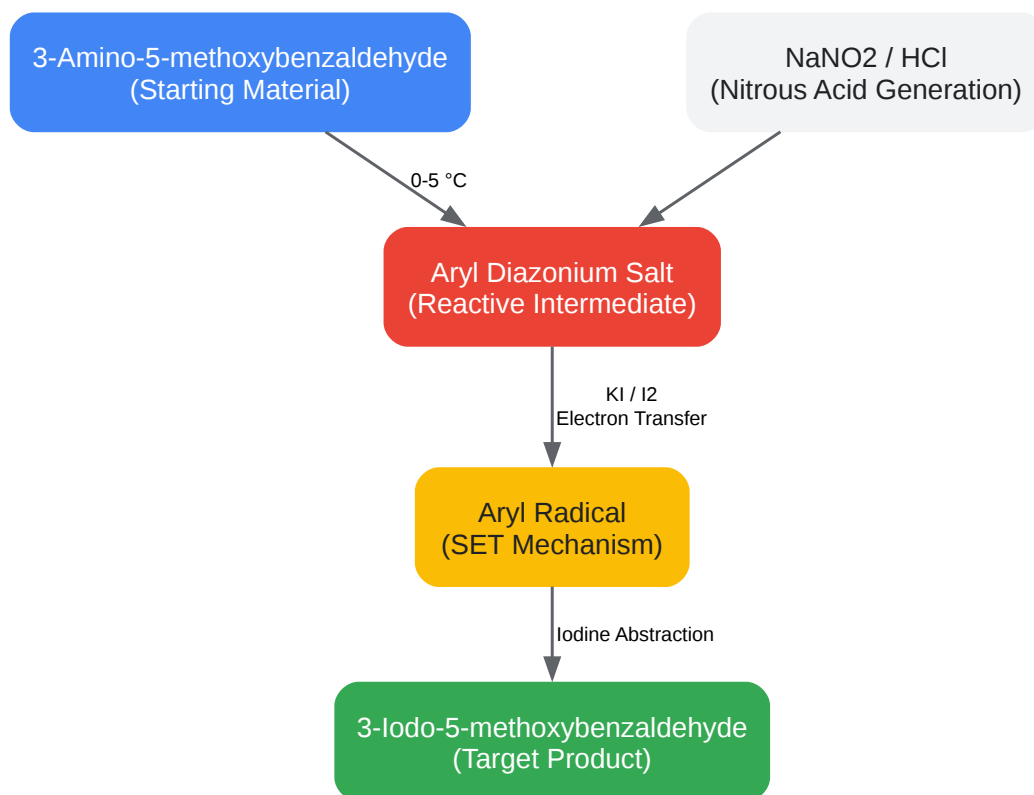 3-Amino-5-methoxybenzaldehyde
(Starting Material)
NaNO2 / HCl
(Nitrous Acid Generation)
0-5 °C
Aryl Diazonium Salt
(Reactive Intermediate)
KI / I2
Electron Transfer
Aryl Radical
(SET Mechanism)
Iodine Abstraction
3-Iodo-5-methoxybenzaldehyde
(Target Product)